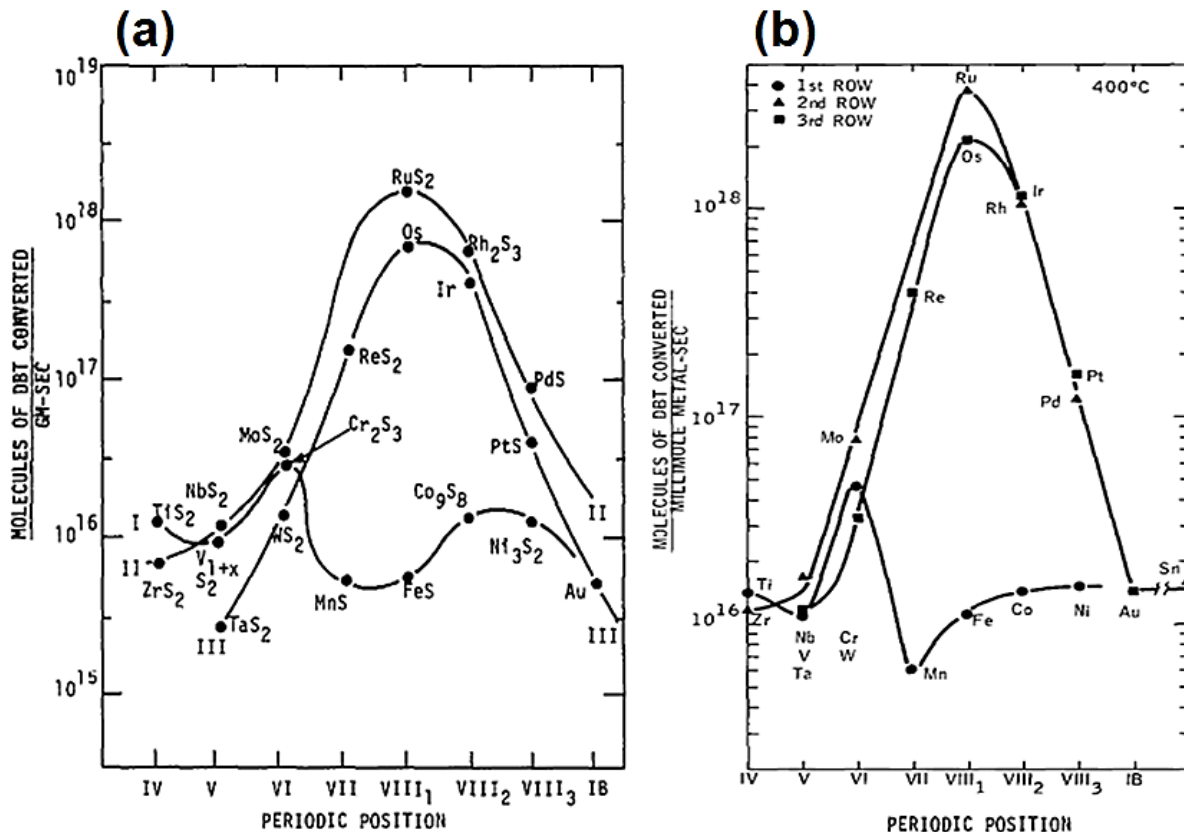 (a)
10^19
10^18
10^17
10^16
10^15
MOLECULES OF DBT CONVERTED
GM-SEC
RuS2
Os
Rh2S3
Ir
ReS2
PdS
Cr2S3
MoS2
PtS
NbS2
Co9S8
I
TiS2
II
WS2
II
V1+x
S2
Ni3S2
ZrS2
MnS
FeS
Au
III
TaS2
III
IV V VI VII VIII1 VIII2 VIII3 IB
PERIODIC POSITION
(b)
1st ROW
2nd ROW
3rd ROW
400°C
10^18
10^17
10^16
MOLECULES OF DBT CONVERTED
MILLIMOLE METAL-SEC
Ru
Os
Ir
Rh
Re
Pt
Pd
Mo
Sn
Ti
Zr
Fe
Co
Ni
Au
Nb
V
Ta
Cr
W
Mn
IV V VI VII VIII1 VIII2 VIII3 IB
PERIODIC POSITION